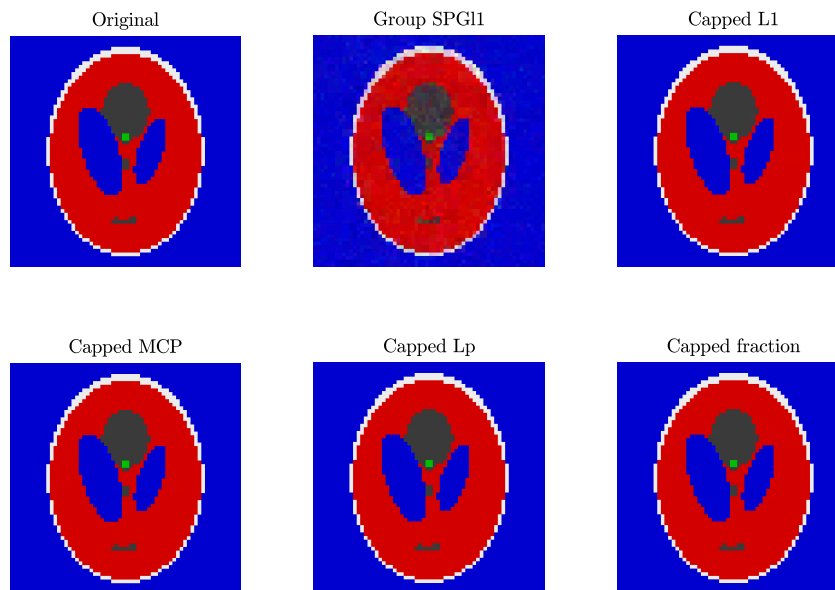 Original
Group SPGl1
Capped L1
Capped MCP
Capped Lp
Capped fraction